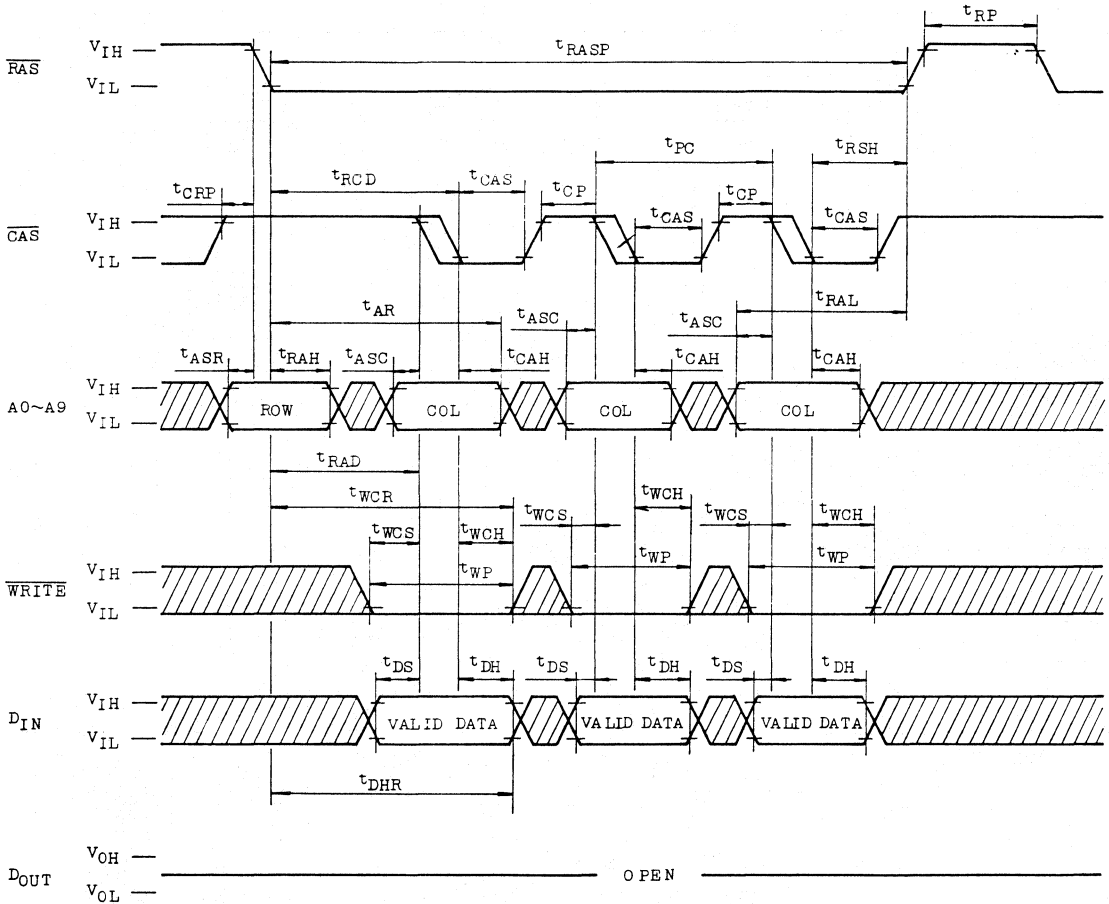 tRP
VIH
tRASP
RAS
VIL
tPC
tRSH
tRCD
tCAS
tCRP
tCP
tCP
VIH
tCAS
tCAS
CAS
VIL
tRAL
tAR
tASC
tASC
tASR
tRAH
tASC
tCAH
tCAH
tCAH
VIH
A0~A9
ROW
COL
COL
COL
VIL
tRAD
tWCR
tWCH
tWCS
tWCH
tWCS
tWCS
tWCH
tWP
tWP
tWP
VIH
WRITE
VIL
tDS
tDH
tDS
tDH
tDS
tDH
VIH
DIN
VALID DATA
VALID DATA
VALID DATA
VIL
tDHR
VOH
DOUT
OPEN
VOL